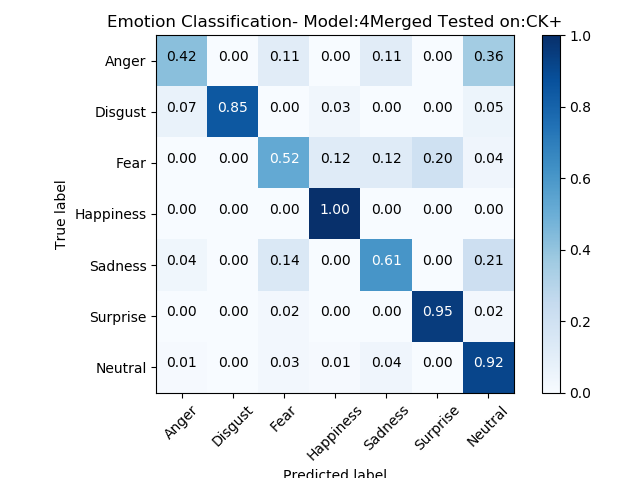 Emotion Classification- Model:4Merged Tested on:CK+
Anger 0.42 0.00 0.11 0.00 0.11 0.00 0.36
Disgust 0.07 0.85 0.00 0.03 0.00 0.00 0.05
Fear 0.00 0.00 0.52 0.12 0.12 0.20 0.04
Happiness 0.00 0.00 0.00 1.00 0.00 0.00 0.00
Sadness 0.04 0.00 0.14 0.00 0.61 0.00 0.21
Surprise 0.00 0.00 0.02 0.00 0.00 0.95 0.02
Neutral 0.01 0.00 0.03 0.01 0.04 0.00 0.92
True label
Anger Disgust Fear Happiness Sadness Surprise Neutral
Predicted label
1.0
0.8
0.6
0.4
0.2
0.0